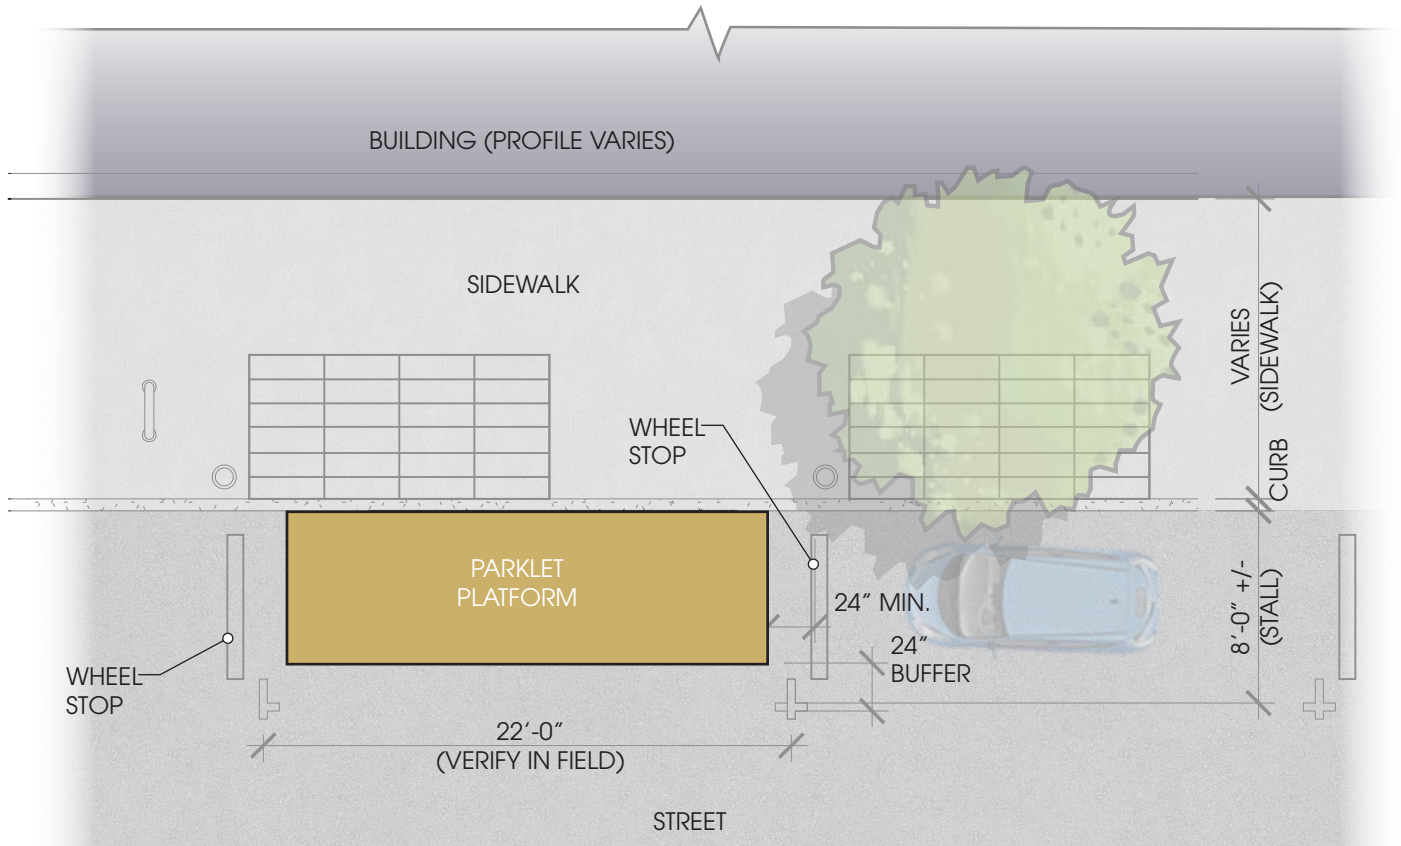 BUILDING (PROFILE VARIES)
SIDEWALK
VARIES
(SIDEWALK)
WHEEL
STOP
CURB
PARKLET
PLATFORM
24” MIN.
8’-0” +/-
(STALL)
24”
BUFFER
WHEEL
STOP
22’-0”
(VERIFY IN FIELD)
STREET